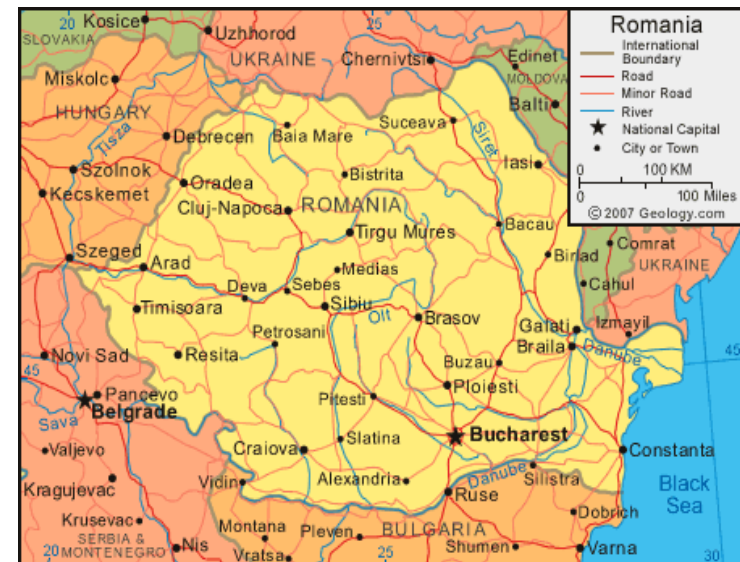 Romania
International
Boundary
Road
Minor Road
River
National Capital
City or Town
0 100 KM
0 100 Miles
© 2007 Geology.com
20
25
Kosice
SLOVAKIA
Uzhhorod
UKRAINE
Chernivtsi
Edinet
MOLDOVA
Balti
Miskolc
HUNGARY
Tisza
Debrecen
Baia Mare
Suceava
Siret
Iasi
Szolnok
Oradea
Bistrita
Kecskemet
Cluj-Napoca
ROMANIA
Tirgu Mures
Bacau
Comrat
Szeged
Arad
Medias
Birlad
UKRAINE
Deva
Sebes
Cahul
Timisoara
Sibiu
Olt
Brasov
Galati
Izmayil
Petrosani
Braila
Danube
Novi Sad
Resita
Buzau
45
45
Pancevo
Pitesti
Ploiesti
Belgrade
Sava
Bucharest
Valjevo
Craiova
Slatina
Constanta
Kragujevac
Vidin
Alexandria
Danube
Silistra
Black
Sea
Ruse
Krusevac
Montana
Pleven
BULGARIA
Dobrich
SERBIA &
MONTENEGRO
20
Nis
Vratsa
25
Shumen
Varna
30